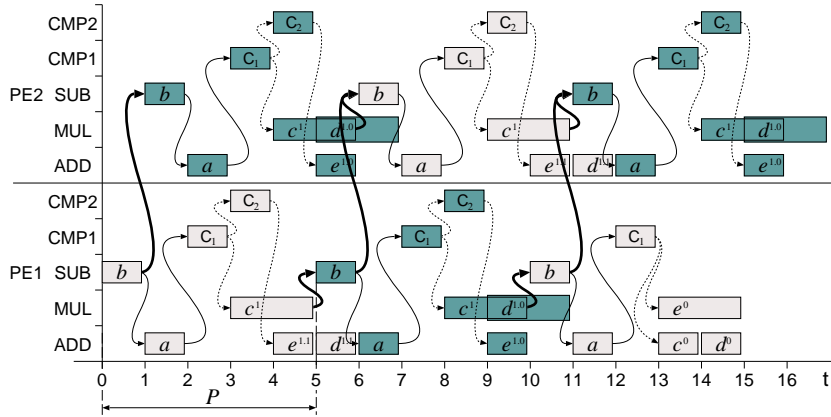 CMP2 C₂ C₂ C₂
CMP1 C₁ C₁ C₁
PE2 SUB b b b
MUL c¹ d¹·⁰ c¹ c¹ d¹·⁰
ADD a e¹·⁰ a e¹·¹ d¹·¹ a e¹·⁰
CMP2 C₂ C₂
CMP1 C₁ C₁ C₁
PE1 SUB b b b
MUL c¹ c¹ d¹·⁰ e⁰
ADD a e¹·¹ d¹·¹ a e¹·⁰ a c⁰ d⁰
0 1 2 3 4 5 6 7 8 9 10 11 12 13 14 15 16 t
P